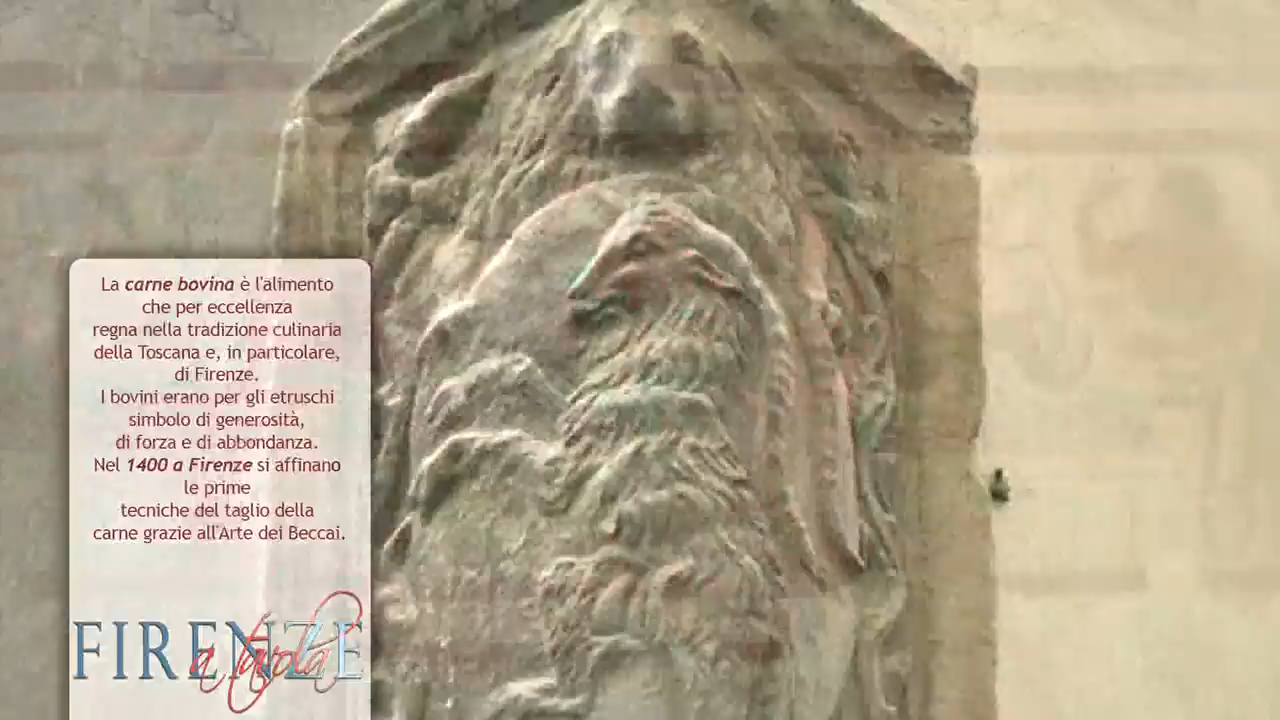 La carne bovina è l'alimento
che per eccellenza
regna nella tradizione culinaria
della Toscana e, in particolare,
di Firenze.
I bovini erano per gli etruschi
simbolo di generosità,
di forza e di abbondanza.
Nel 1400 a Firenze si affinano
le prime
tecniche del taglio della
carne grazie all'Arte dei Beccai.
FIRENZE
a tavola